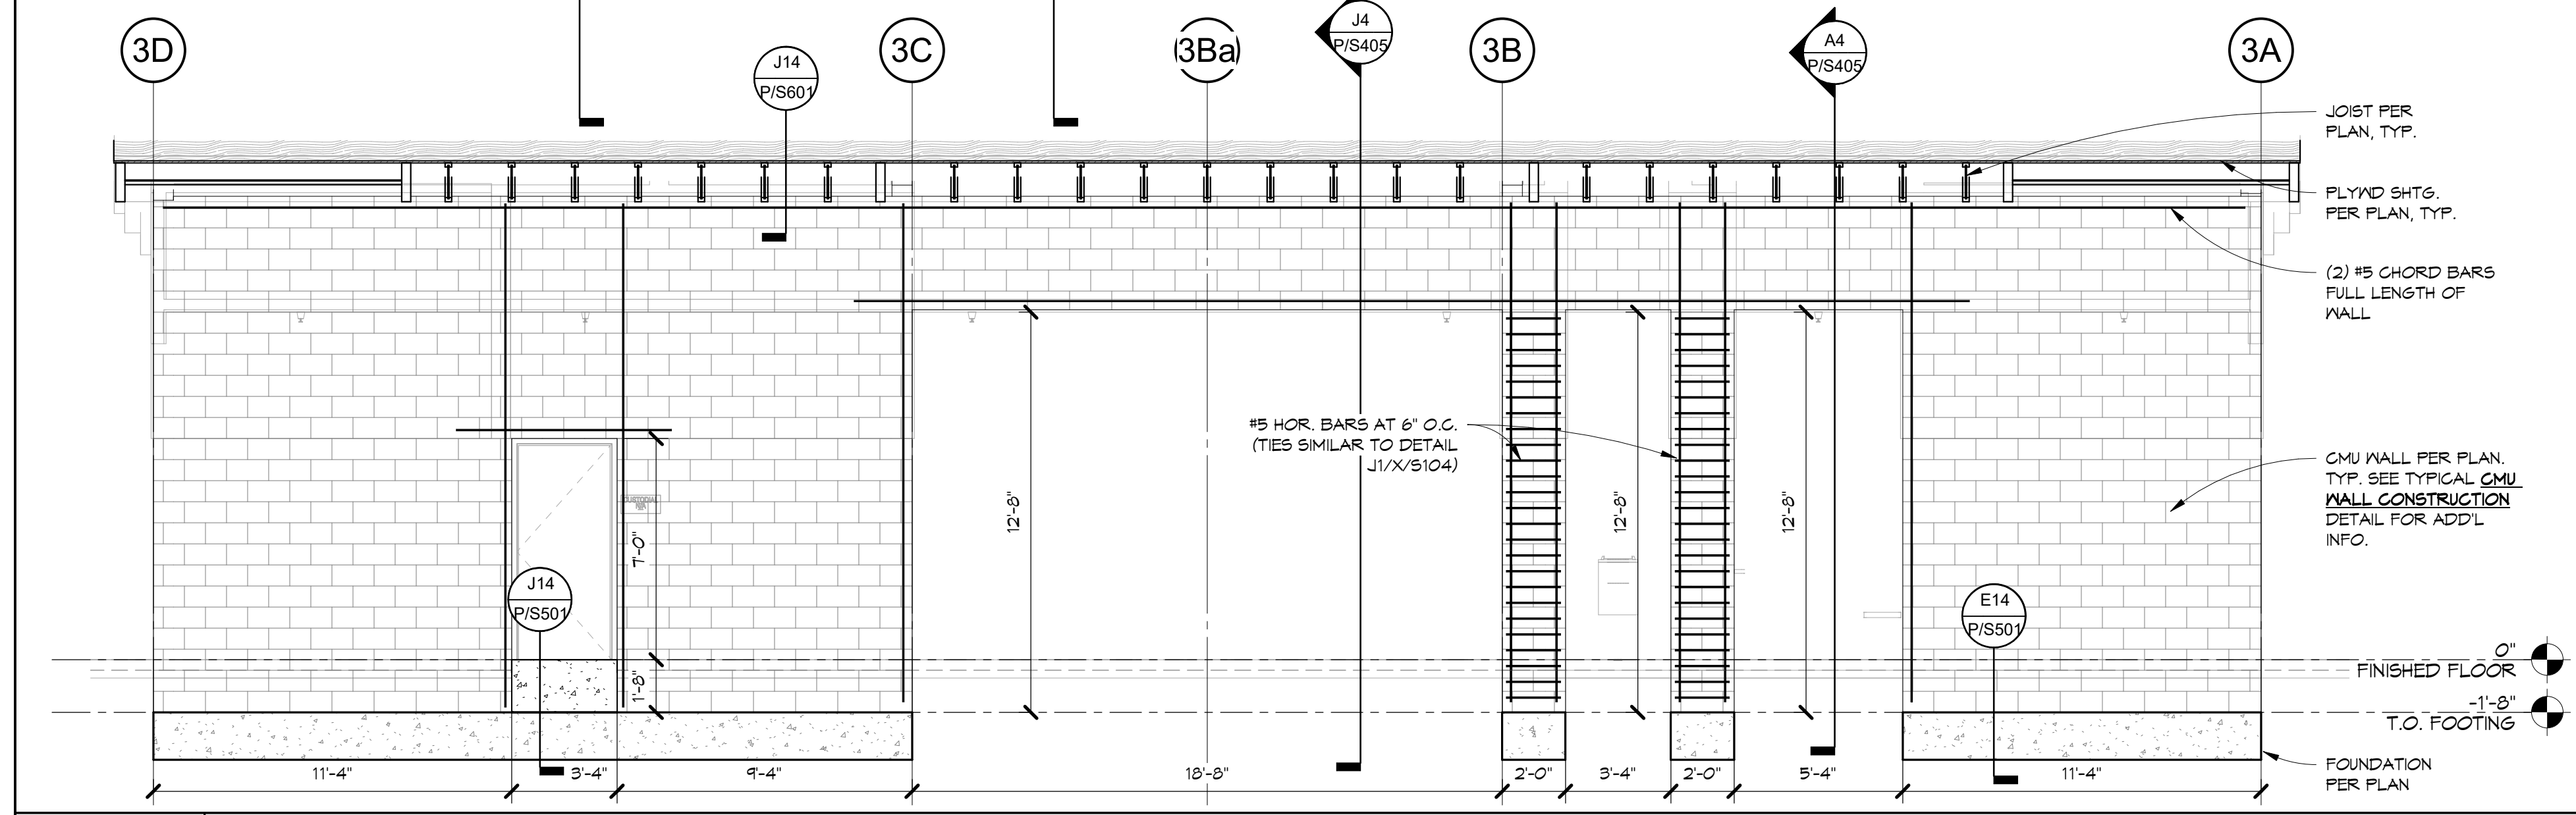 3D
3C
3Ba
3B
3A
J14
P/S601
J4
P/S405
A4
P/S405
JOIST PER
PLAN, TYP.
PLYWD SHTG.
PER PLAN, TYP.
(2) #5 CHORD BARS
FULL LENGTH OF
WALL
#5 HOR. BARS AT 6" O.C.
(TIES SIMILAR TO DETAIL
J1/X/S104)
CMU WALL PER PLAN.
TYP. SEE TYPICAL CMU
WALL CONSTRUCTION
DETAIL FOR ADD'L
INFO.
CUSTODIAL
12'-8"
12'-8"
12'-8"
7'-0"
1'-8"
J14
P/S501
E14
P/S501
0"
FINISHED FLOOR
-1'-8"
T.O. FOOTING
FOUNDATION
PER PLAN
11'-4"
3'-4"
9'-4"
18'-8"
2'-0"
3'-4"
2'-0"
5'-4"
11'-4"